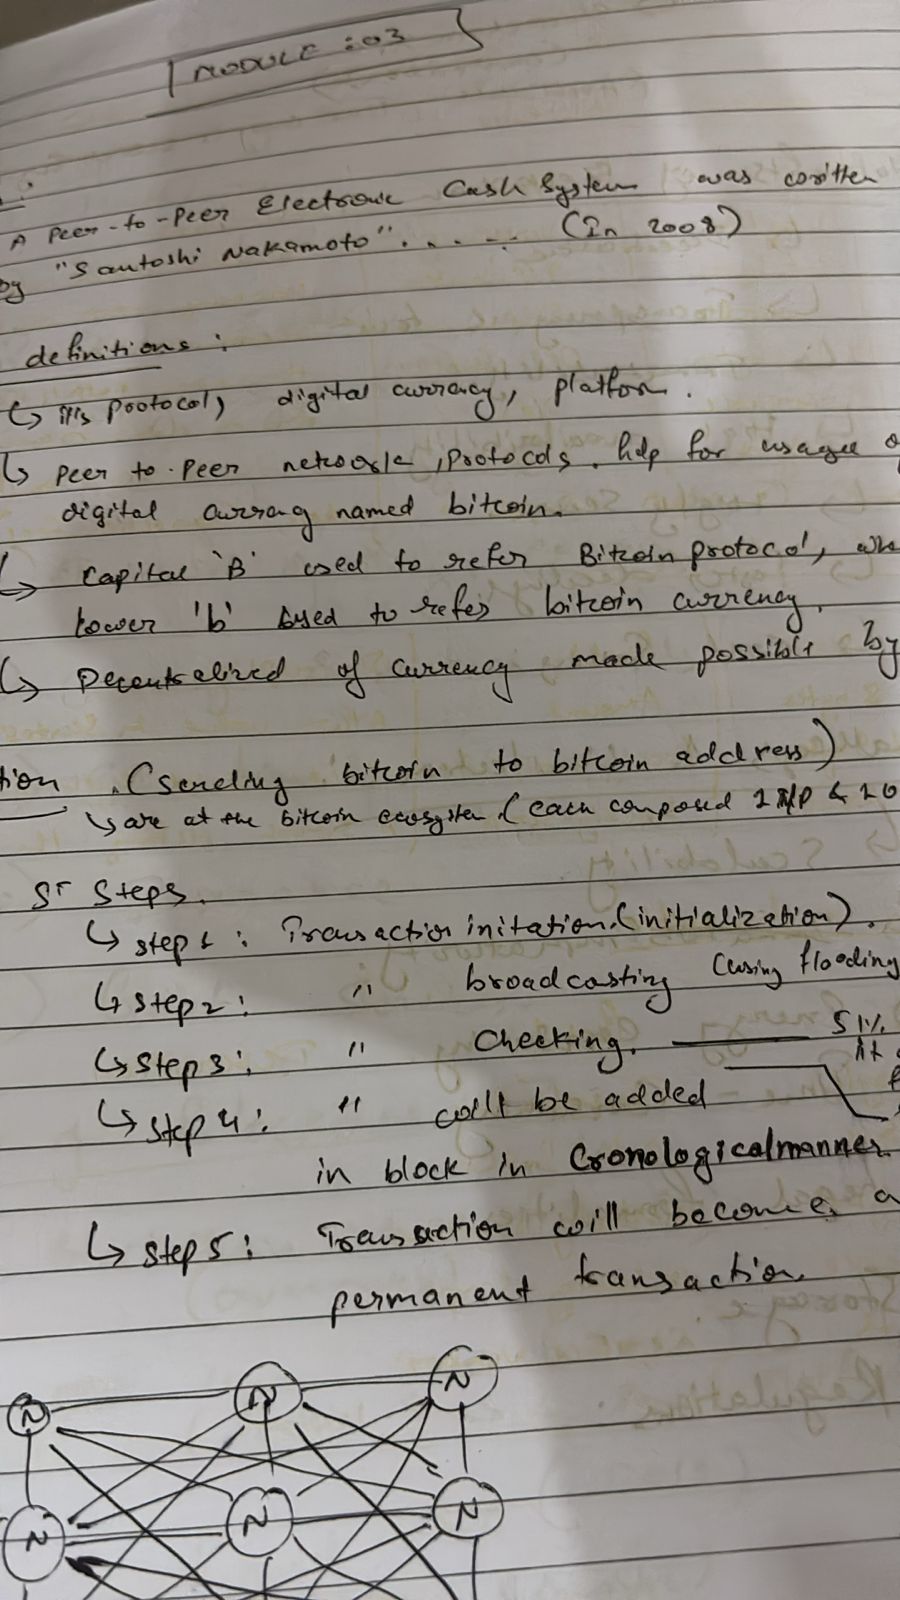 MODULE : 03
A Peer-to-Peer Electronic Cash System was written
by "Santoshi Nakamoto" . . . . (In 2008)
definitions :
↳ It's protocol, digital currency, platform.
↳ peer to peer network, protocols, help for usage
digital currency named bitcoin.
↳ Capital 'B' used to refer Bitcoin protocol,
Lower 'b' used to refer bitcoin currency.
↳ Decentralized of currency made possible by
tion (sending bitcoin to bitcoin address)
↳ are at the bitcoin ecosystem (each composed 1 I/P &
Steps
↳ step 1 : Transaction initation (initialization).
↳ step 2 : " broadcasting (using flooding
↳ step 3 : " checking. 51%
↳ step 4 : " will be added
in block in Cronological manner
↳ step 5 : Transaction will become a
permanent transaction.
N N N
N N N